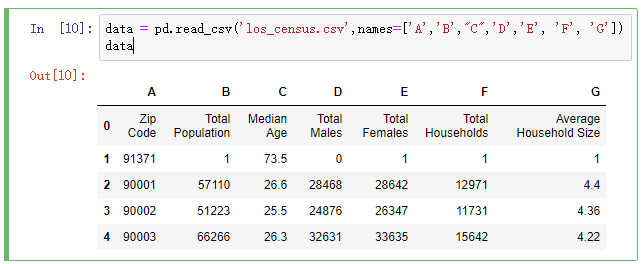 In [10]: data = pd.read_csv('los_census.csv',names=['A','B',"C",'D','E', 'F', 'G'])
data
Out[10]:
A B C D E F G
0 Zip Code Total Population Median Age Total Males Total Females Total Households Average Household Size
1 91371 1 73.5 0 1 1 1
2 90001 57110 26.6 28468 28642 12971 4.4
3 90002 51223 25.5 24876 26347 11731 4.36
4 90003 66266 26.3 32631 33635 15642 4.22